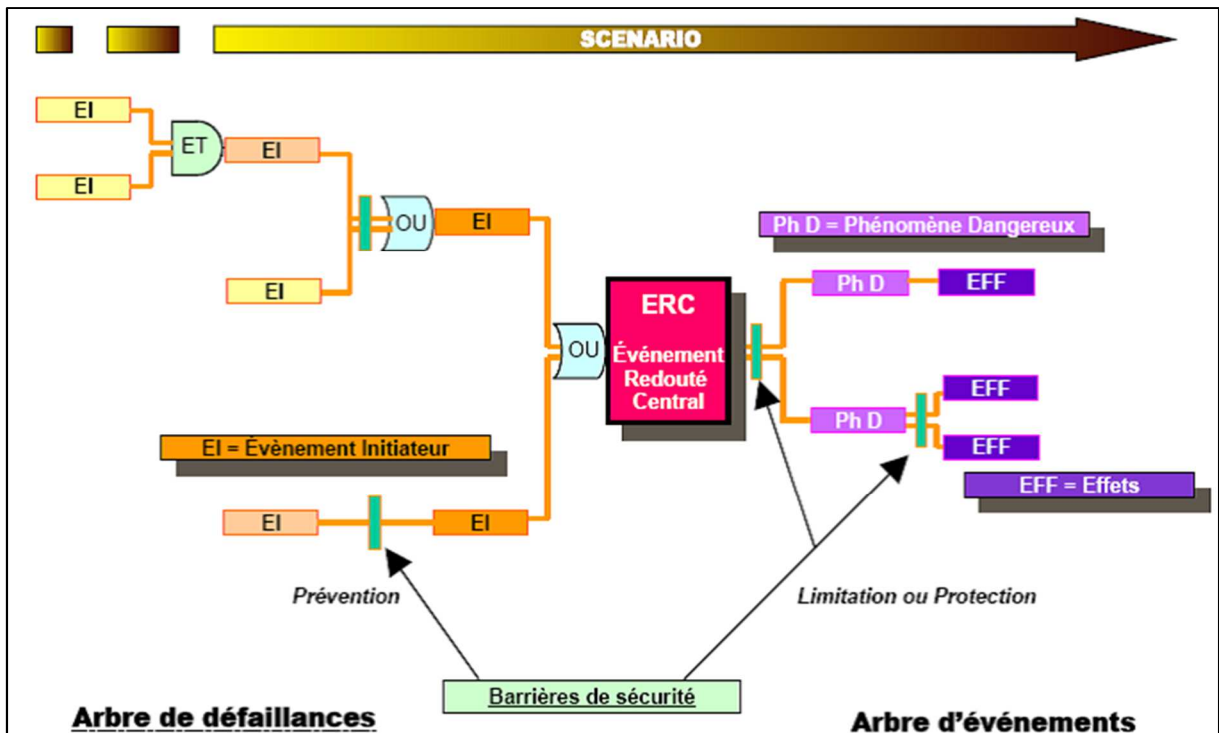 SCENARIO
EI
ET
EI
EI
OU
EI
EI
Ph D = Phénomène Dangereux
Ph D
EFF
ERC
Événement
Redouté
Central
OU
EFF
Ph D
EFF
EI = Évènement Initiateur
EFF = Effets
EI
EI
Prévention
Limitation ou Protection
Barrières de sécurité
Arbre de défaillances
Arbre d'événements